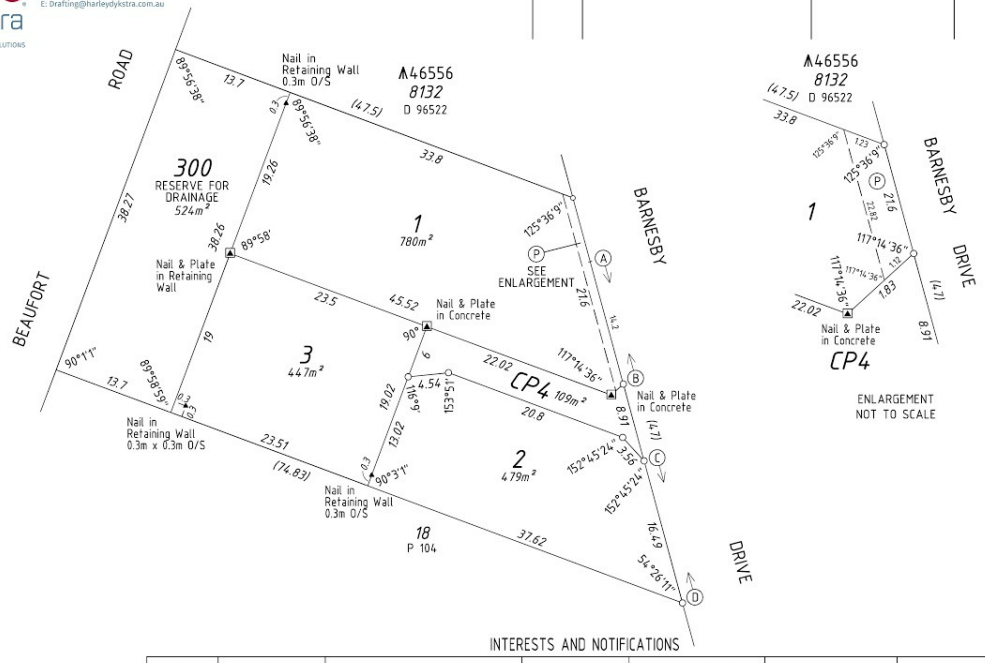 E: Drafting@harleydykstra.com.au
ra
LUTIONS
ROAD
BEAUFORT
89°56'38"
13.7
Nail in
Retaining Wall
0.3m O/S
46556
8132
D 96522
(47.5)
33.8
0.3
89°56'38"
19.26
38.26
38.27
300
RESERVE FOR
DRAINAGE
524m²
1
780m²
125°36'9"
P
SEE
ENLARGEMENT
BARNESBY
A
21.6
14.2
89°58'
Nail & Plate
in Retaining
Wall
23.5
45.52
Nail & Plate
in Concrete
90°
6
22.02
117°14'36"
B
Nail & Plate
in Concrete
CP4 109m²
8.91
(4.7)
19
3
447m²
4.54
116°9'
153°51'
19.02
13.02
20.8
152°45'24"
3.56
C
152°45'24"
90°1'1"
13.7
89°58'59"
0.3
0.3
Nail in
Retaining Wall
0.3m x 0.3m O/S
23.51
(74.83)
0.3
90°3'1"
Nail in
Retaining Wall
0.3m O/S
2
479m²
18
P 104
37.62
16.49
54°26'11"
D
DRIVE
46556
8132
D 96522
(47.5)
33.8
125°36'9"
1.23
125°36'9"
P
21.6
22.82
1
BARNESBY
DRIVE
117°14'36"
1.12
117°14'36"
117°14'36"
1.83
22.02
(4.7)
8.91
Nail & Plate
in Concrete
CP4
ENLARGEMENT
NOT TO SCALE
INTERESTS AND NOTIFICATIONS